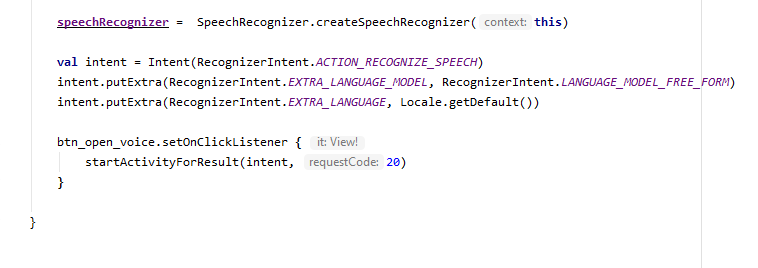 speechRecognizer = SpeechRecognizer.createSpeechRecognizer( context: this)
val intent = Intent(RecognizerIntent.ACTION_RECOGNIZE_SPEECH)
intent.putExtra(RecognizerIntent.EXTRA_LANGUAGE_MODEL, RecognizerIntent.LANGUAGE_MODEL_FREE_FORM)
intent.putExtra(RecognizerIntent.EXTRA_LANGUAGE, Locale.getDefault())
btn_open_voice.setOnClickListener { it: View!
startActivityForResult(intent, requestCode: 20)
}
}